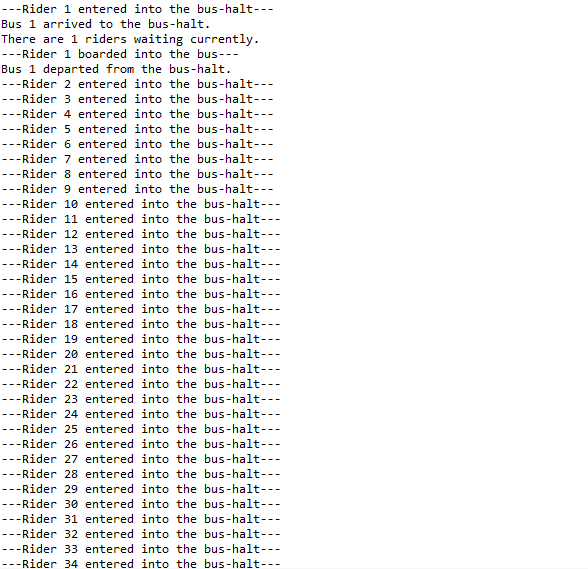 ---Rider 1 entered into the bus-halt---
Bus 1 arrived to the bus-halt.
There are 1 riders waiting currently.
---Rider 1 boarded into the bus---
Bus 1 departed from the bus-halt.
---Rider 2 entered into the bus-halt---
---Rider 3 entered into the bus-halt---
---Rider 4 entered into the bus-halt---
---Rider 5 entered into the bus-halt---
---Rider 6 entered into the bus-halt---
---Rider 7 entered into the bus-halt---
---Rider 8 entered into the bus-halt---
---Rider 9 entered into the bus-halt---
---Rider 10 entered into the bus-halt---
---Rider 11 entered into the bus-halt---
---Rider 12 entered into the bus-halt---
---Rider 13 entered into the bus-halt---
---Rider 14 entered into the bus-halt---
---Rider 15 entered into the bus-halt---
---Rider 16 entered into the bus-halt---
---Rider 17 entered into the bus-halt---
---Rider 18 entered into the bus-halt---
---Rider 19 entered into the bus-halt---
---Rider 20 entered into the bus-halt---
---Rider 21 entered into the bus-halt---
---Rider 22 entered into the bus-halt---
---Rider 23 entered into the bus-halt---
---Rider 24 entered into the bus-halt---
---Rider 25 entered into the bus-halt---
---Rider 26 entered into the bus-halt---
---Rider 27 entered into the bus-halt---
---Rider 28 entered into the bus-halt---
---Rider 29 entered into the bus-halt---
---Rider 30 entered into the bus-halt---
---Rider 31 entered into the bus-halt---
---Rider 32 entered into the bus-halt---
---Rider 33 entered into the bus-halt---
---Rider 34 entered into the bus-halt---